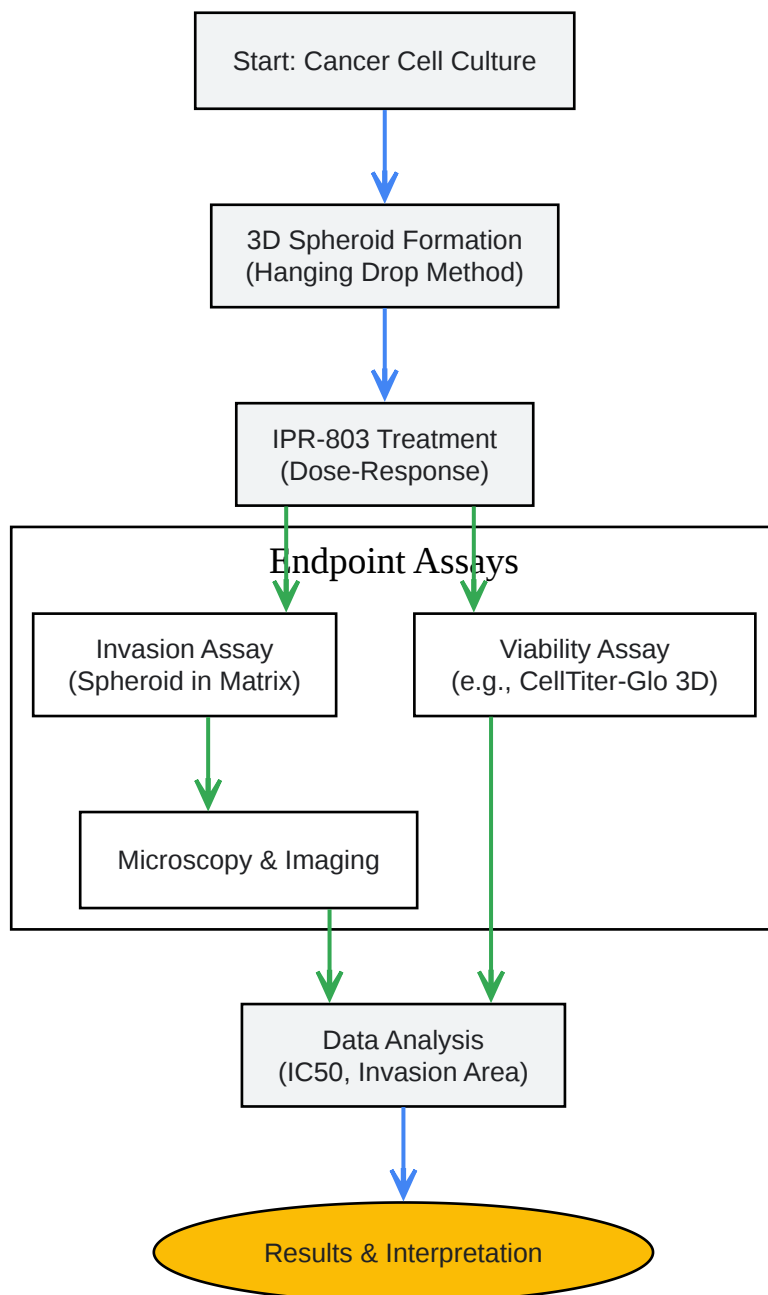 Start: Cancer Cell Culture
3D Spheroid Formation
(Hanging Drop Method)
IPR-803 Treatment
(Dose-Response)
Endpoint Assays
Invasion Assay
(Spheroid in Matrix)
Viability Assay
(e.g., CellTiter-Glo 3D)
Microscopy & Imaging
Data Analysis
(IC50, Invasion Area)
Results & Interpretation